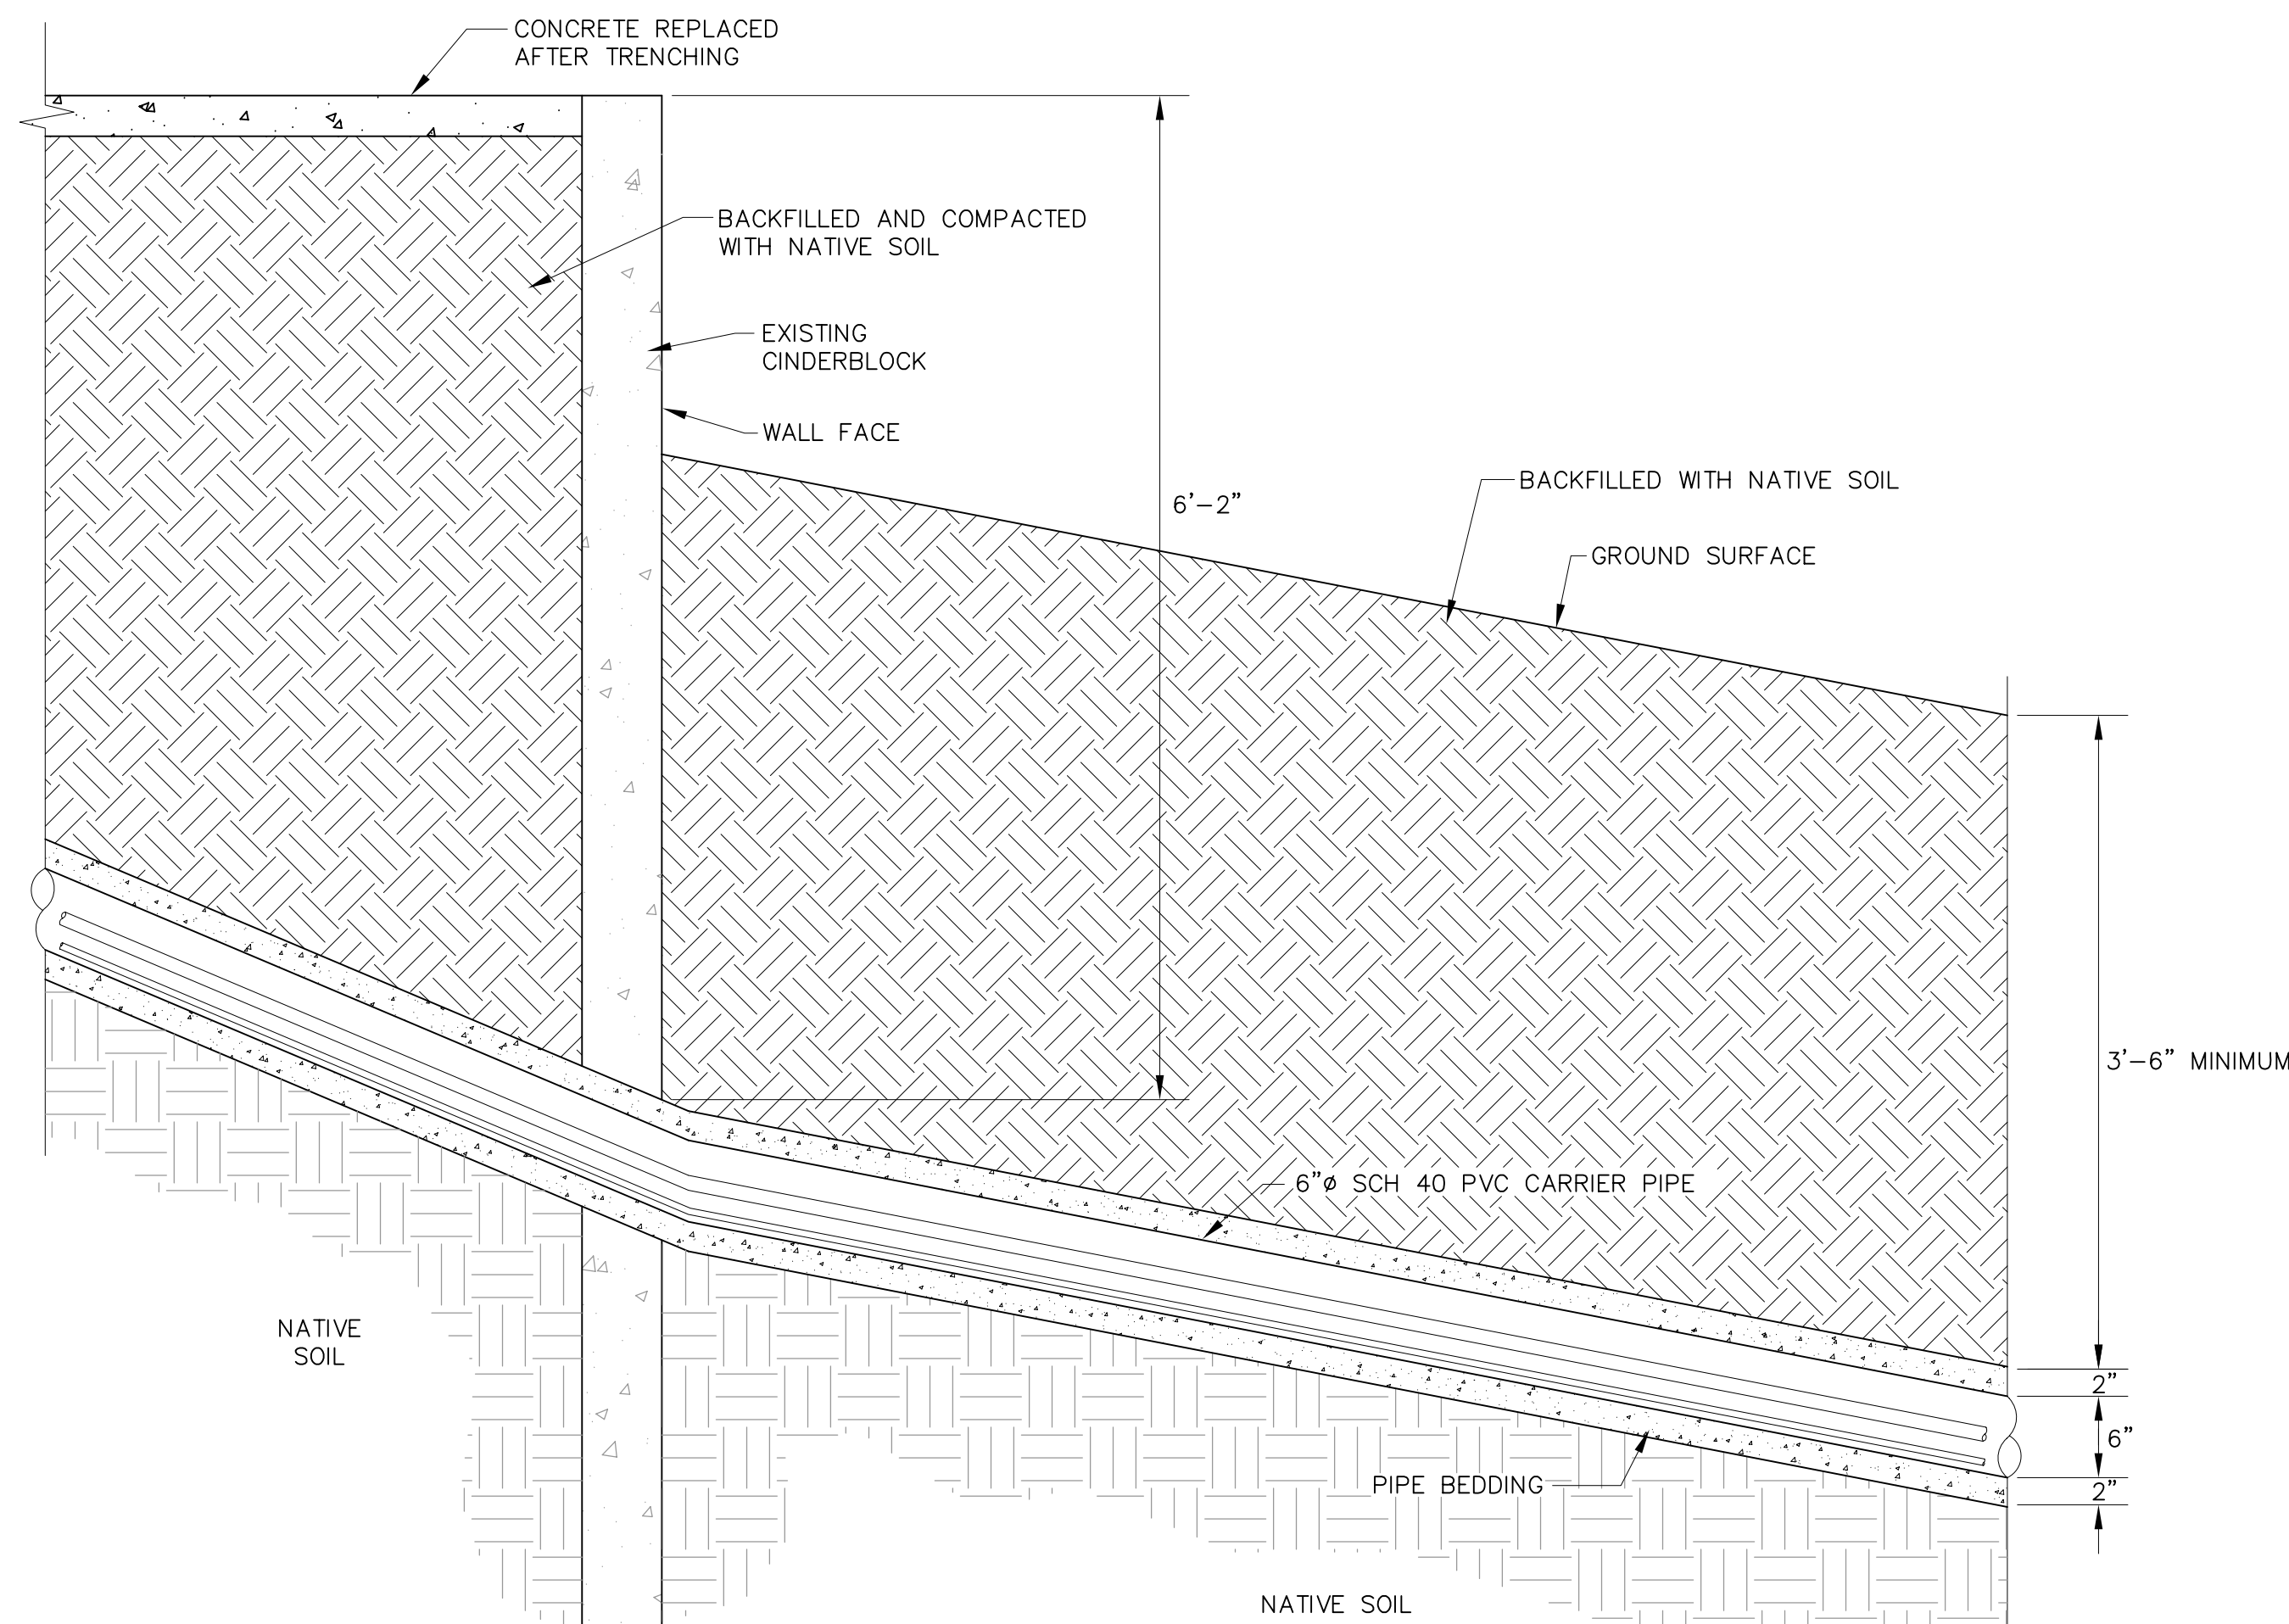 CONCRETE REPLACED
AFTER TRENCHING
BACKFILLED AND COMPACTED
WITH NATIVE SOIL
EXISTING
CINDERBLOCK
WALL FACE
6'–2"
BACKFILLED WITH NATIVE SOIL
GROUND SURFACE
3'–6" MINIMUM
6"ø SCH 40 PVC CARRIER PIPE
NATIVE
SOIL
2"
6"
PIPE BEDDING
2"
NATIVE SOIL